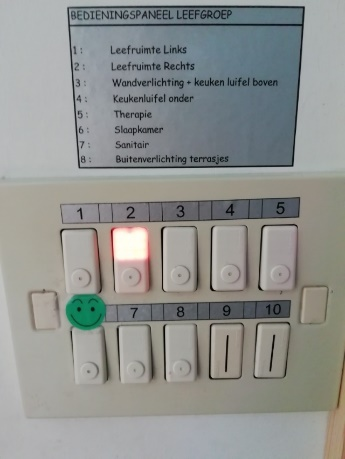 BEDIENINGSPANEEL LEEFGROEP
1 : Leefruimte Links
2 : Leefruimte Rechts
3 : Wandverlichting + keuken luifel boven
4 : Keukenluifel onder
5 : Therapie
6 : Slaapkamer
7 : Sanitair
8 : Buitenverlichting terrasjes
1 2 3 4 5
7 8 9 10